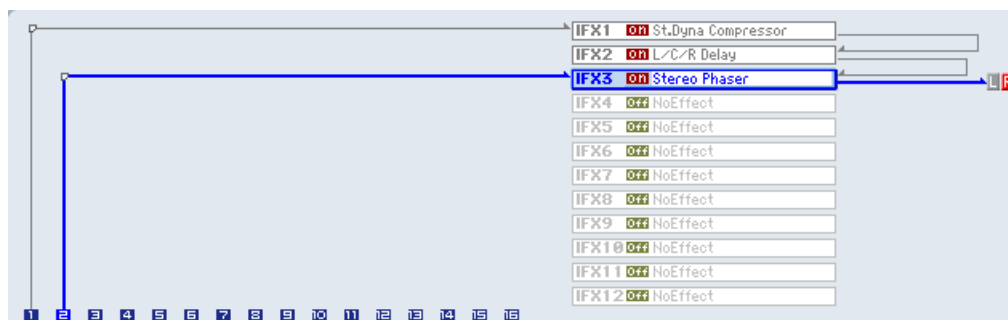 IFX1 On St.Dyna Compressor
IFX2 On L/C/R Delay
IFX3 On Stereo Phaser
L R
IFX4 Off NoEffect
IFX5 Off NoEffect
IFX6 Off NoEffect
IFX7 Off NoEffect
IFX8 Off NoEffect
IFX9 Off NoEffect
IFX10 Off NoEffect
IFX11 Off NoEffect
IFX12 Off NoEffect
1 2 3 4 5 6 7 8 9 10 11 12 13 14 15 16